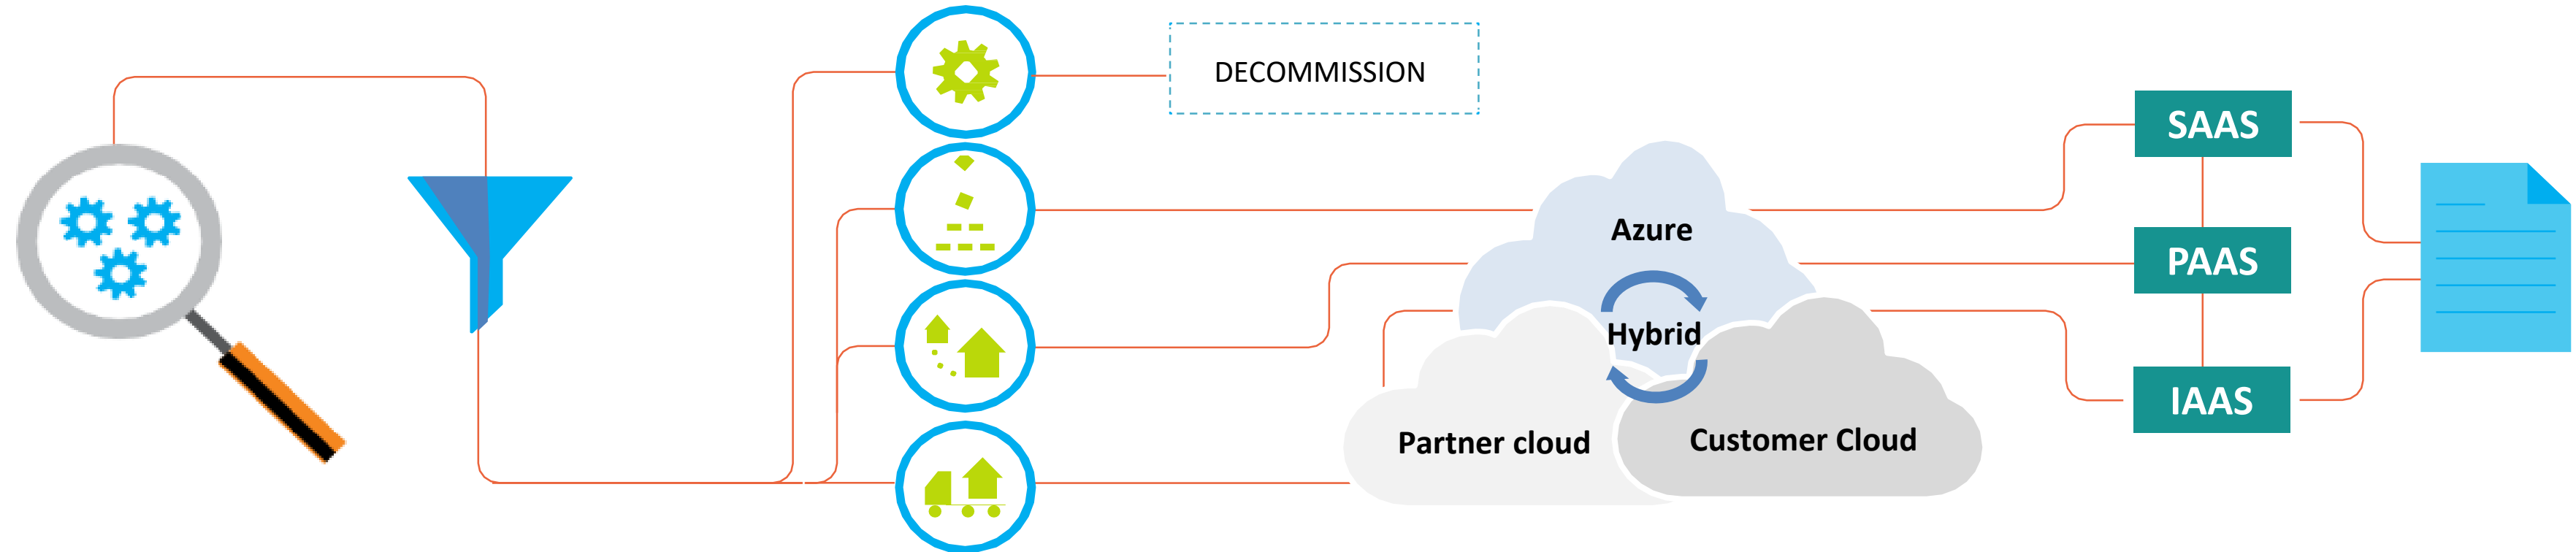 DECOMMISSION
SAAS
Azure
PAAS
Hybrid
IAAS
Partner cloud
Customer Cloud